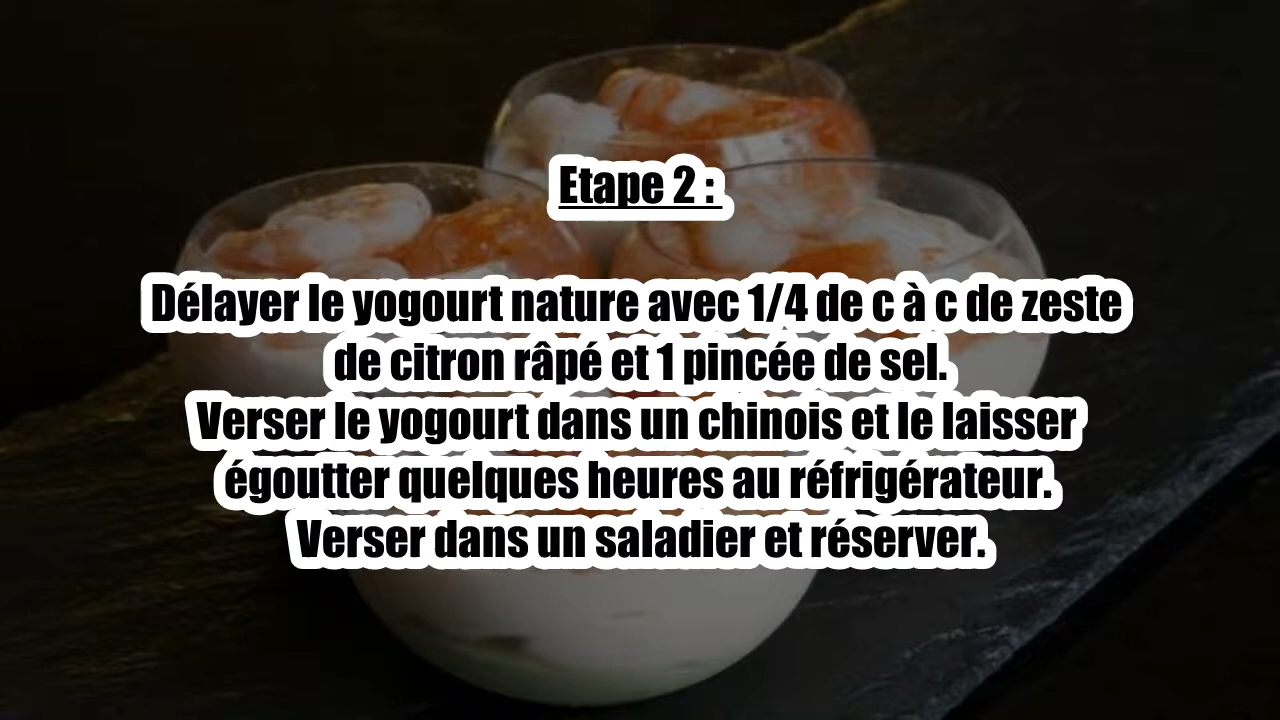 Etape 2 :
Délayer le yogourt nature avec 1/4 de c à c de zeste
de citron râpé et 1 pincée de sel.
Verser le yogourt dans un chinois et le laisser
égoutter quelques heures au réfrigérateur.
Verser dans un saladier et réserver.